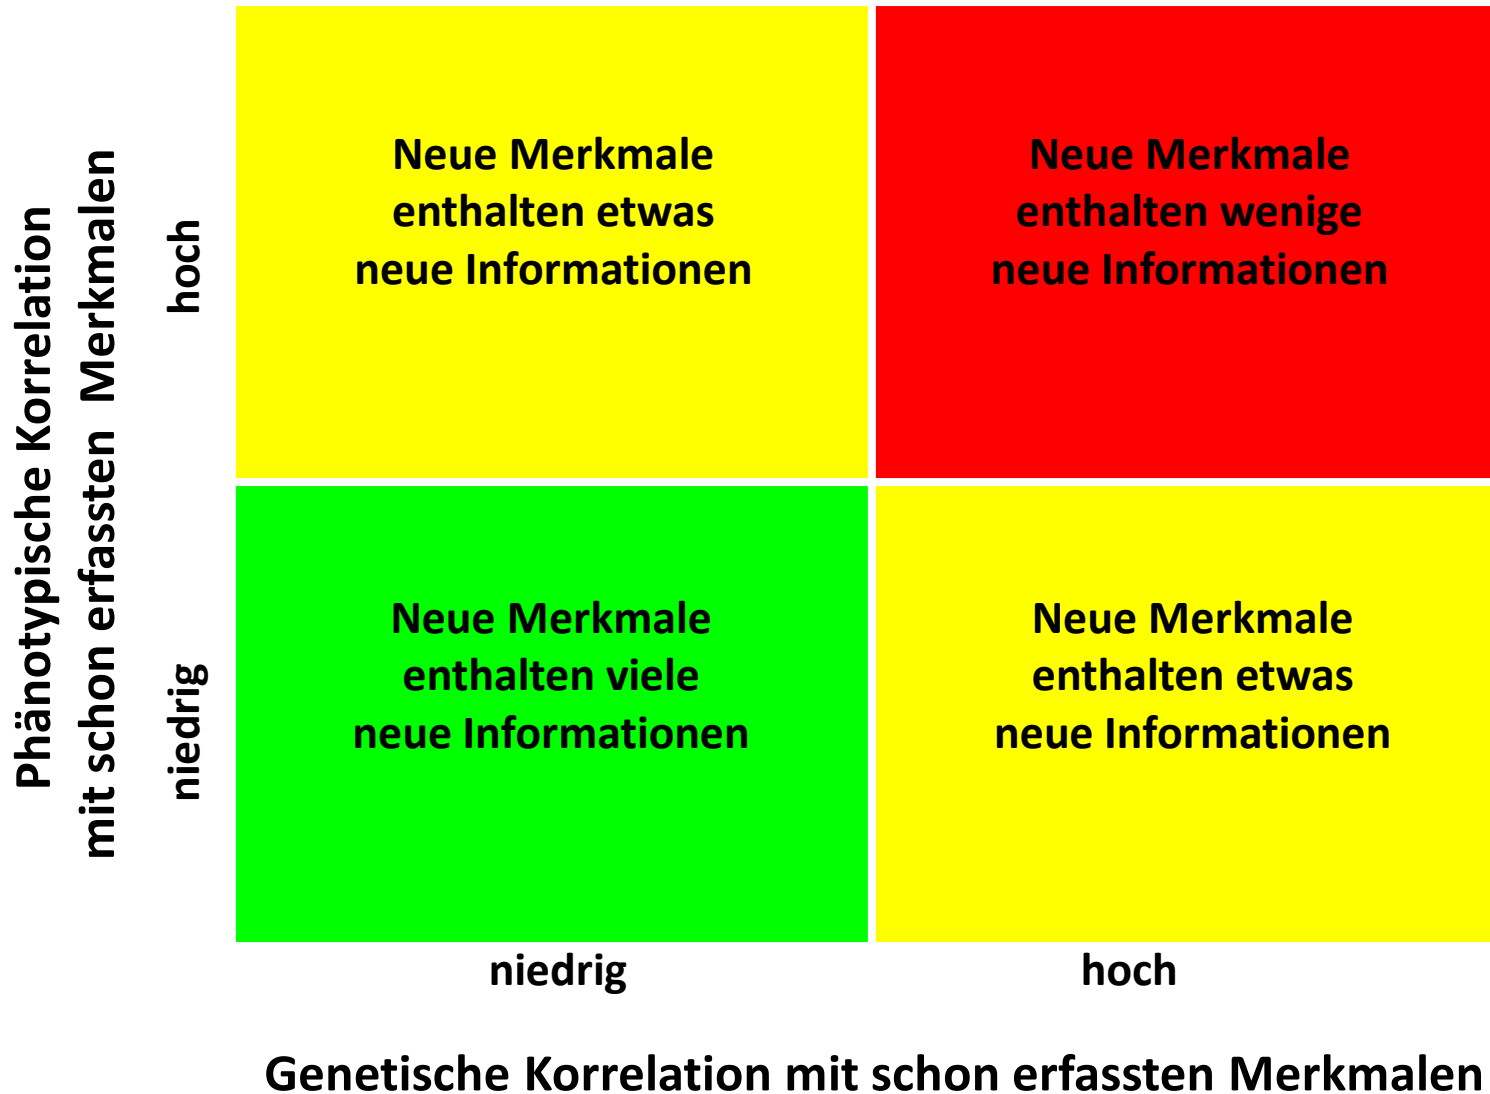 Phänotypische Korrelation
mit schon erfassten Merkmalen
hoch
niedrig
Neue Merkmale
enthalten etwas
neue Informationen
Neue Merkmale
enthalten wenige
neue Informationen
Neue Merkmale
enthalten viele
neue Informationen
Neue Merkmale
enthalten etwas
neue Informationen
niedrig
hoch
Genetische Korrelation mit schon erfassten Merkmalen